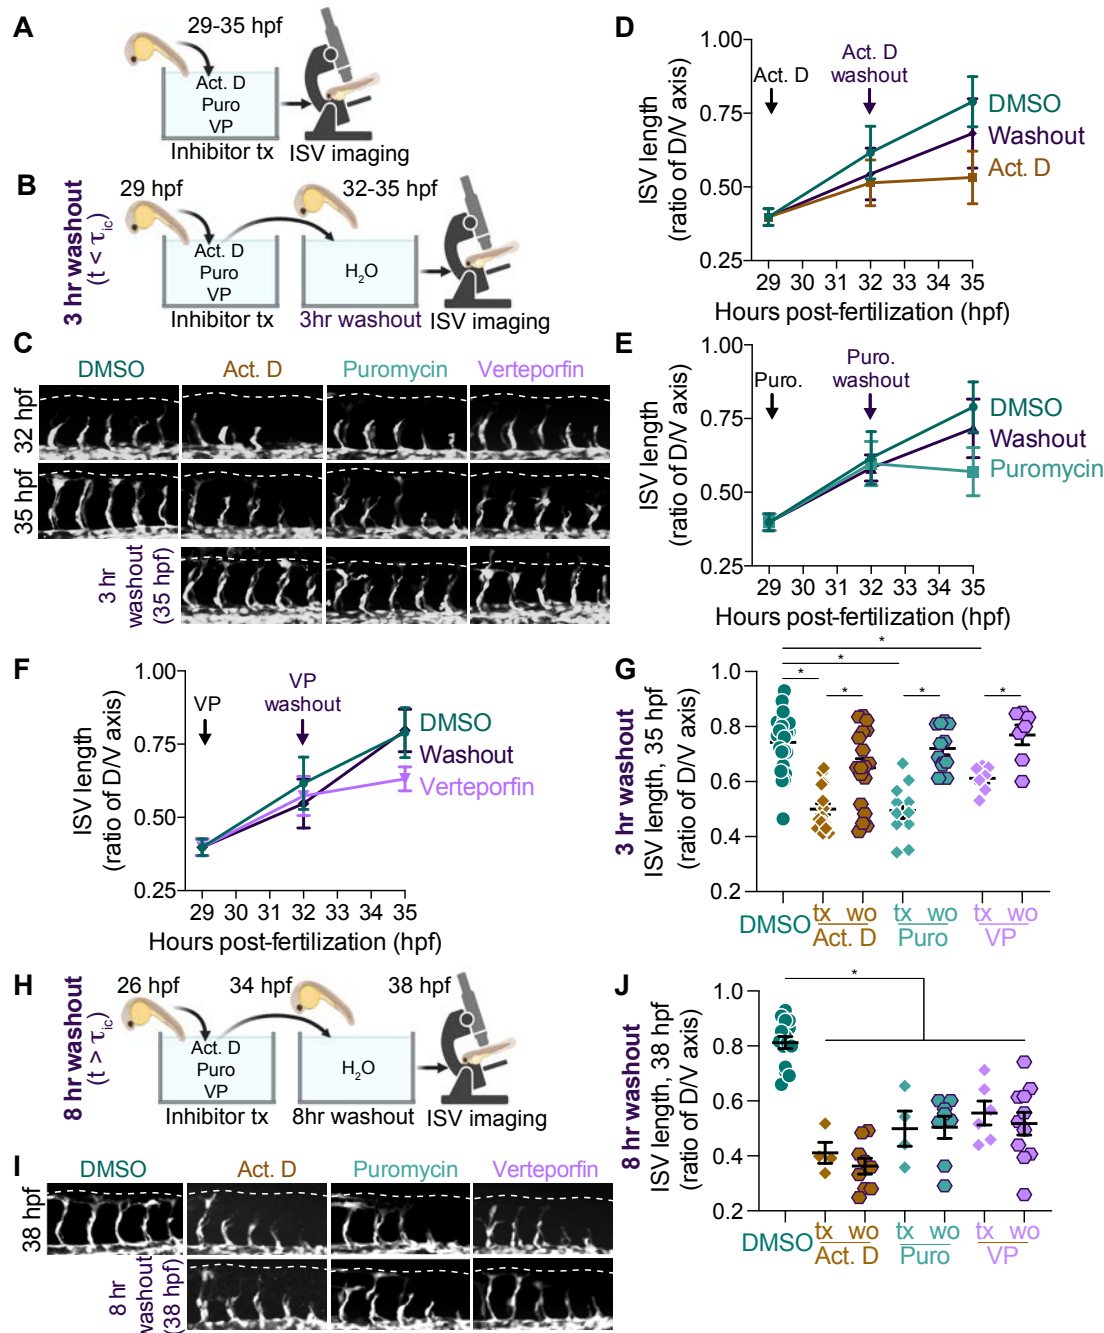 A
29-35 hpf
Act. D
Puro
VP
Inhibitor tx
ISV imaging
B
3 hr washout
(t < τic)
29 hpf
32-35 hpf
Act. D
Puro
VP
H2O
Inhibitor tx
3hr washout
ISV imaging
C
DMSO
Act. D
Puromycin
Verteporfin
32 hpf
35 hpf
3 hr
washout
(35 hpf)
D
ISV length
(ratio of D/V axis)
1.00
0.75
0.50
0.25
Act. D
Act. D
washout
DMSO
Washout
Act. D
29 30 31 32 33 34 35
Hours post-fertilization (hpf)
E
ISV length
(ratio of D/V axis)
1.00
0.75
0.50
0.25
Puro.
Puro.
washout
DMSO
Washout
Puromycin
29 30 31 32 33 34 35
Hours post-fertilization (hpf)
F
ISV length
(ratio of D/V axis)
1.00
0.75
0.50
0.25
VP
VP
washout
DMSO
Washout
Verteporfin
29 30 31 32 33 34 35
Hours post-fertilization (hpf)
G
3 hr washout
ISV length, 35 hpf
(ratio of D/V axis)
1.0
0.8
0.6
0.4
0.2
*
*
*
*
*
*
DMSO
tx wo
Act. D
tx wo
Puro
tx wo
VP
H
8 hr washout
(t > τic)
26 hpf
34 hpf
38 hpf
Act. D
Puro
VP
H2O
Inhibitor tx
8hr washout
ISV imaging
I
DMSO
Act. D
Puromycin
Verteporfin
38 hpf
8 hr
washout
(38 hpf)
J
8 hr washout
ISV length, 38 hpf
(ratio of D/V axis)
1.0
0.8
0.6
0.4
0.2
*
DMSO
tx wo
Act. D
tx wo
Puro
tx wo
VP